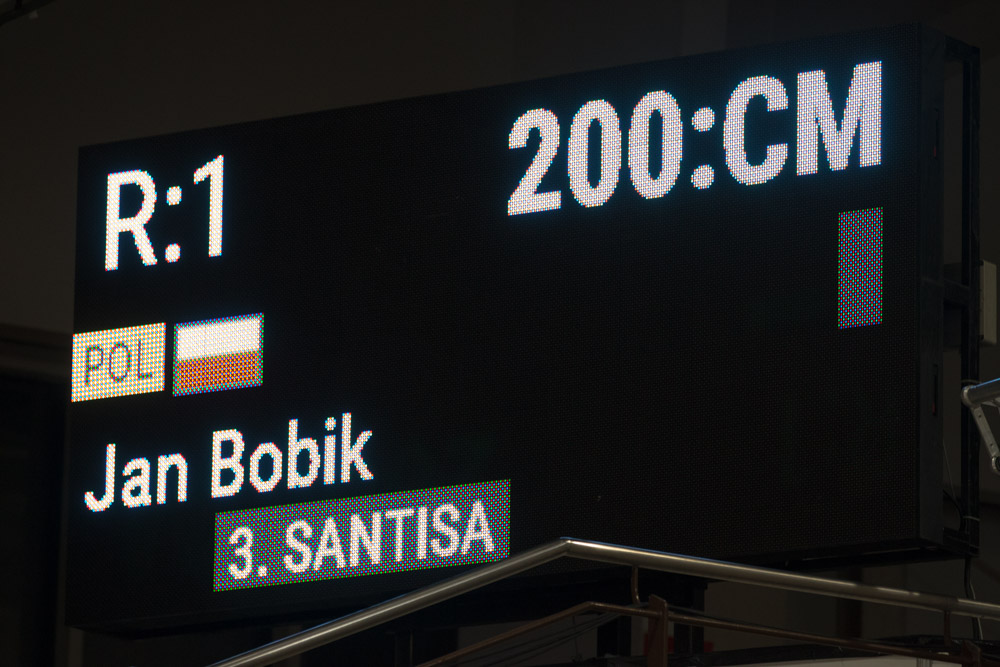 R:1 200:CM
POL
Jan Bobik
3. SANTISA